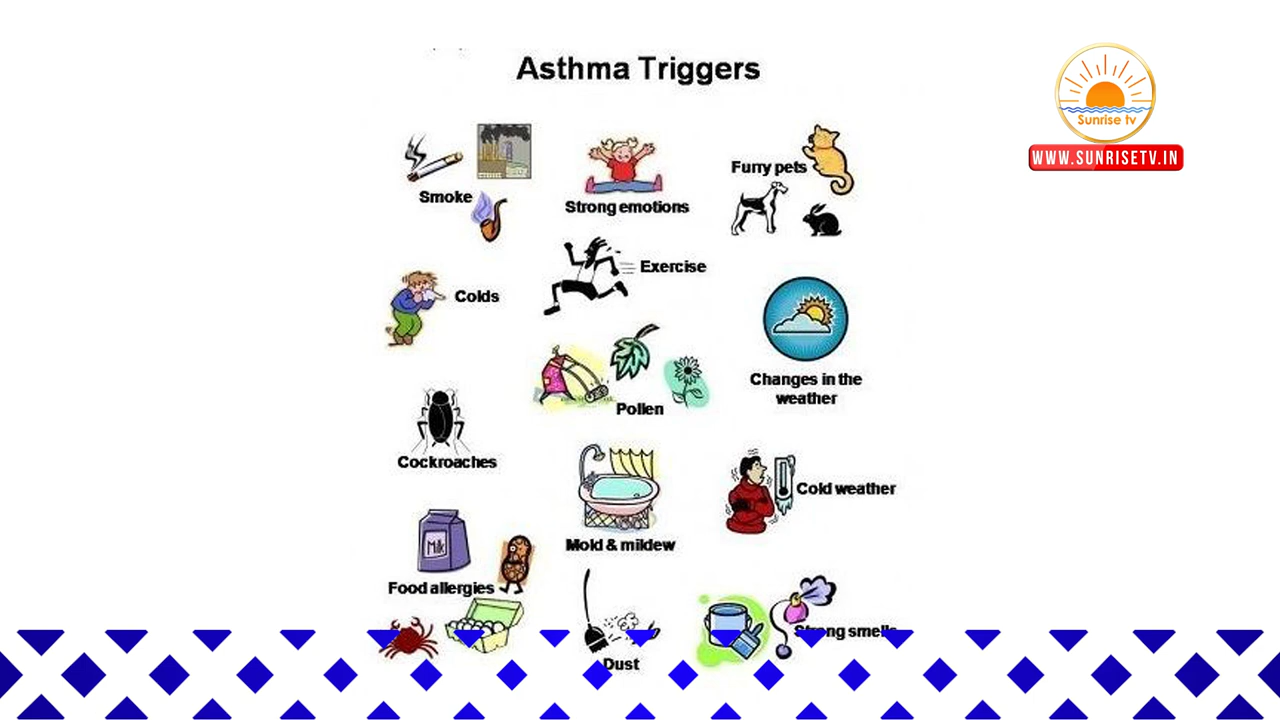 Asthma Triggers
Sunrise tv
WWW.SUNRISETV.IN
Smoke
Strong emotions
Furry pets
Colds
Exercise
Changes in the
weather
Pollen
Cockroaches
Mold & mildew
Cold weather
Milk
Food allergies
Dust
Strong smells